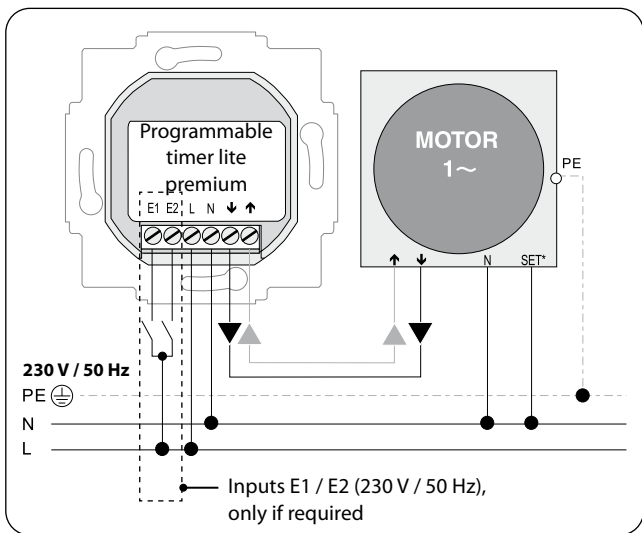 Programmable
timer lite
premium
E1 E2 L N ↓ ↑
MOTOR
1~
PE
↑ ↓ N SET*
230 V / 50 Hz
PE
N
L
Inputs E1 / E2 (230 V / 50 Hz),
only if required